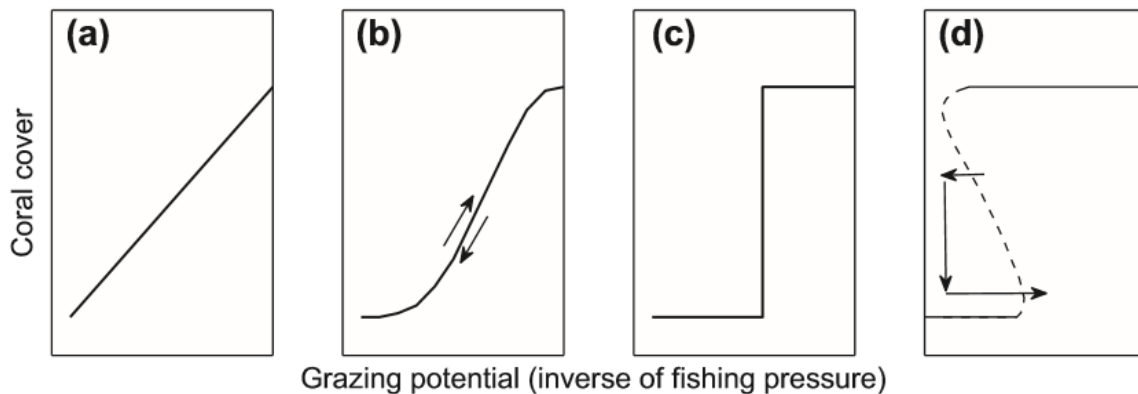 (a)
(b)
(c)
(d)
Coral cover
Grazing potential (inverse of fishing pressure)